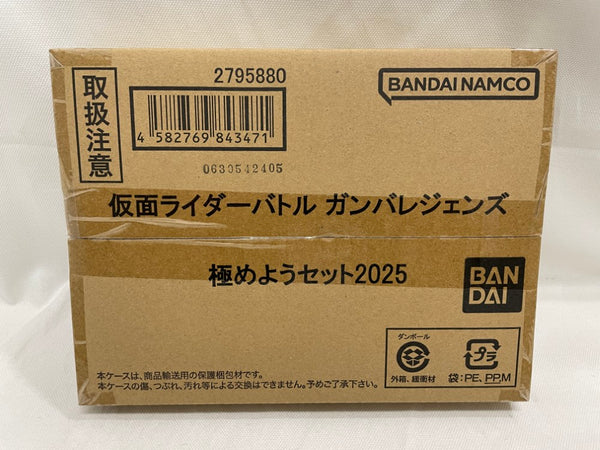 取扱注意
2795880
BANDAI NAMCO
4 582769 843471
0630542405
仮面ライダーバトル ガンバレジェンズ
極めようセット2025
BAN
DAI
ダンボール
外箱、緩衝材
プラ
袋:PE、PP,M
本ケースは、商品輸送用の保護梱包材です。
本ケースの傷、つぶれ、汚れ等による交換はできません。予めご了承下さい。